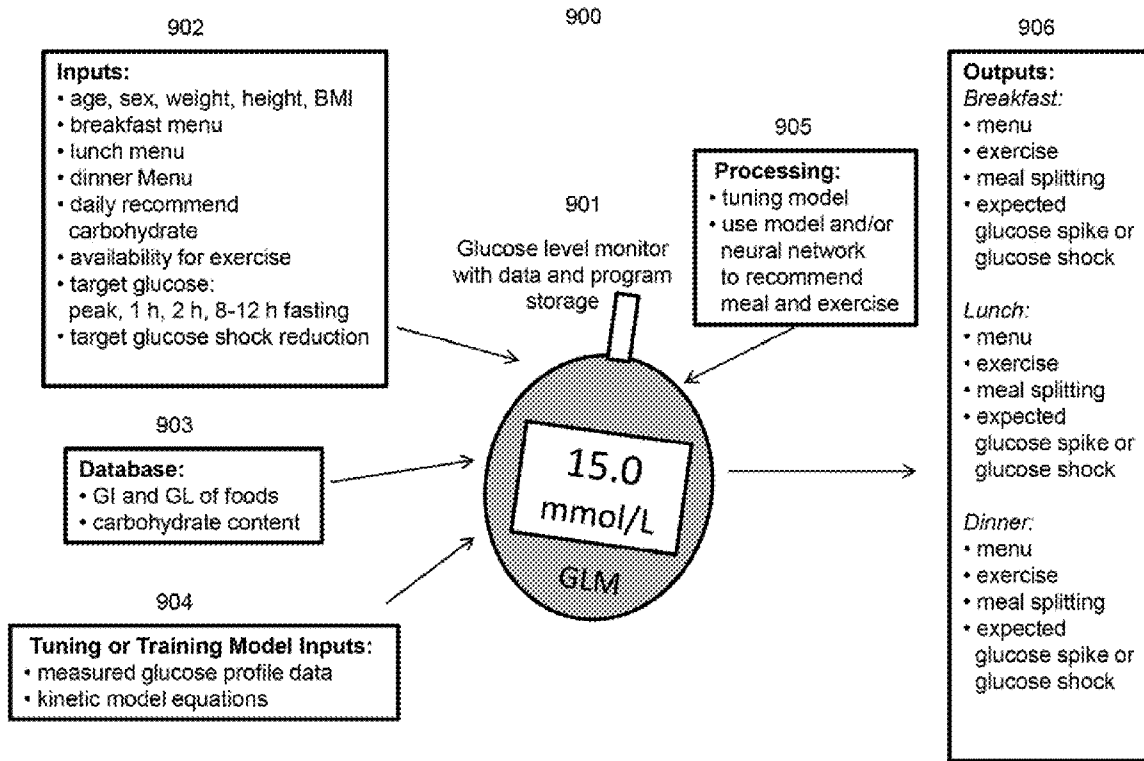 900
902
Inputs:
• age, sex, weight, height, BMI
• breakfast menu
• lunch menu
• dinner Menu
• daily recommend
carbohydrate
• availability for exercise
• target glucose:
peak, 1 h, 2 h, 8-12 h fasting
• target glucose shock reduction
903
Database:
• GI and GL of foods
• carbohydrate content
904
Tuning or Training Model Inputs:
• measured glucose profile data
• kinetic model equations
901
Glucose level monitor
with data and program
storage
15.0
mmol/L
GLM
905
Processing:
• tuning model
• use model and/or
neural network
to recommend
meal and exercise
906
Outputs:
Breakfast:
• menu
• exercise
• meal splitting
• expected
glucose spike or
glucose shock
Lunch:
• menu
• exercise
• meal splitting
• expected
glucose spike or
glucose shock
Dinner:
• menu
• exercise
• meal splitting
• expected
glucose spike or
glucose shock